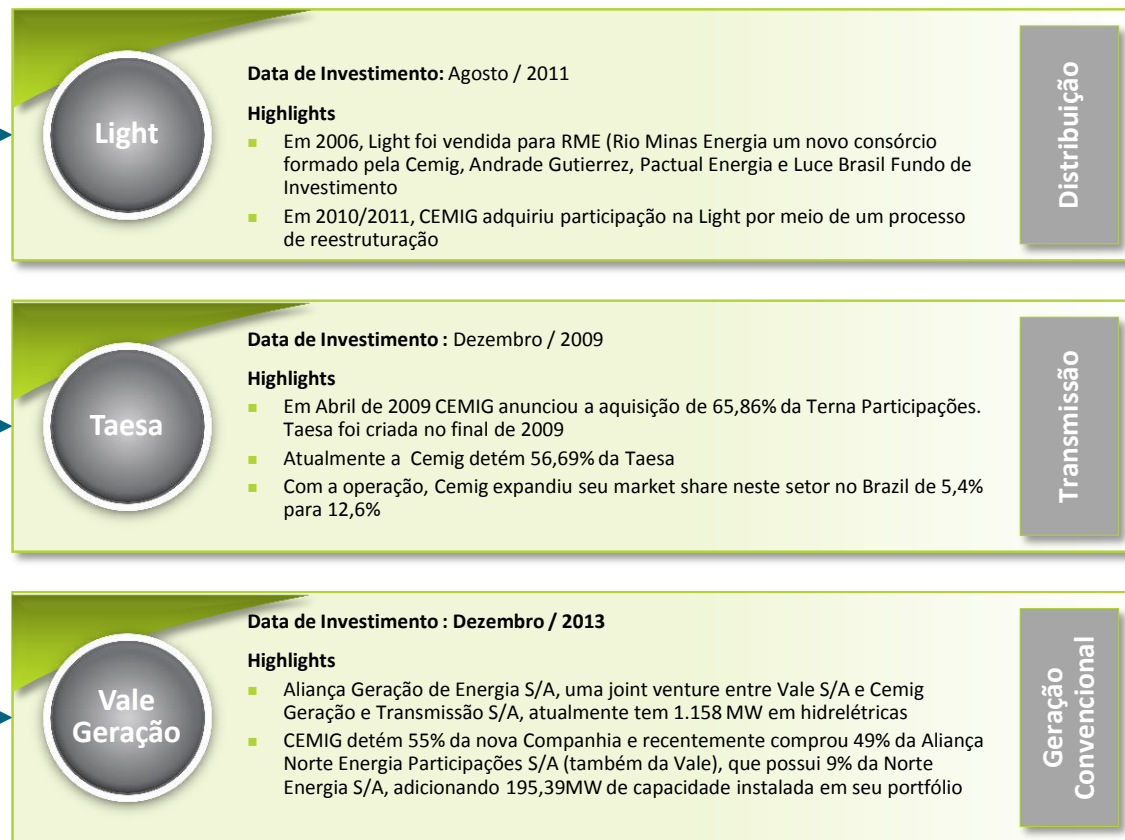 Light
Data de Investimento: Agosto / 2011
Highlights
Em 2006, Light foi vendida para RME (Rio Minas Energia um novo consórcio
formado pela Cemig, Andrade Gutierrez, Pactual Energia e Luce Brasil Fundo de
Investimento
Em 2010/2011, CEMIG adquiriu participação na Light por meio de um processo
de reestruturação
Distribuição
Taesa
Data de Investimento : Dezembro / 2009
Highlights
Em Abril de 2009 CEMIG anunciou a aquisição de 65,86% da Terna Participações.
Taesa foi criada no final de 2009
Atualmente a Cemig detém 56,69% da Taesa
Com a operação, Cemig expandiu seu market share neste setor no Brazil de 5,4%
para 12,6%
Transmissão
Vale
Geração
Data de Investimento : Dezembro / 2013
Highlights
Aliança Geração de Energia S/A, uma joint venture entre Vale S/A e Cemig
Geração e Transmissão S/A, atualmente tem 1.158 MW em hidrelétricas
CEMIG detém 55% da nova Companhia e recentemente comprou 49% da Aliança
Norte Energia Participações S/A (também da Vale), que possui 9% da Norte
Energia S/A, adicionando 195,39MW de capacidade instalada em seu portfólio
Geração
Convencional